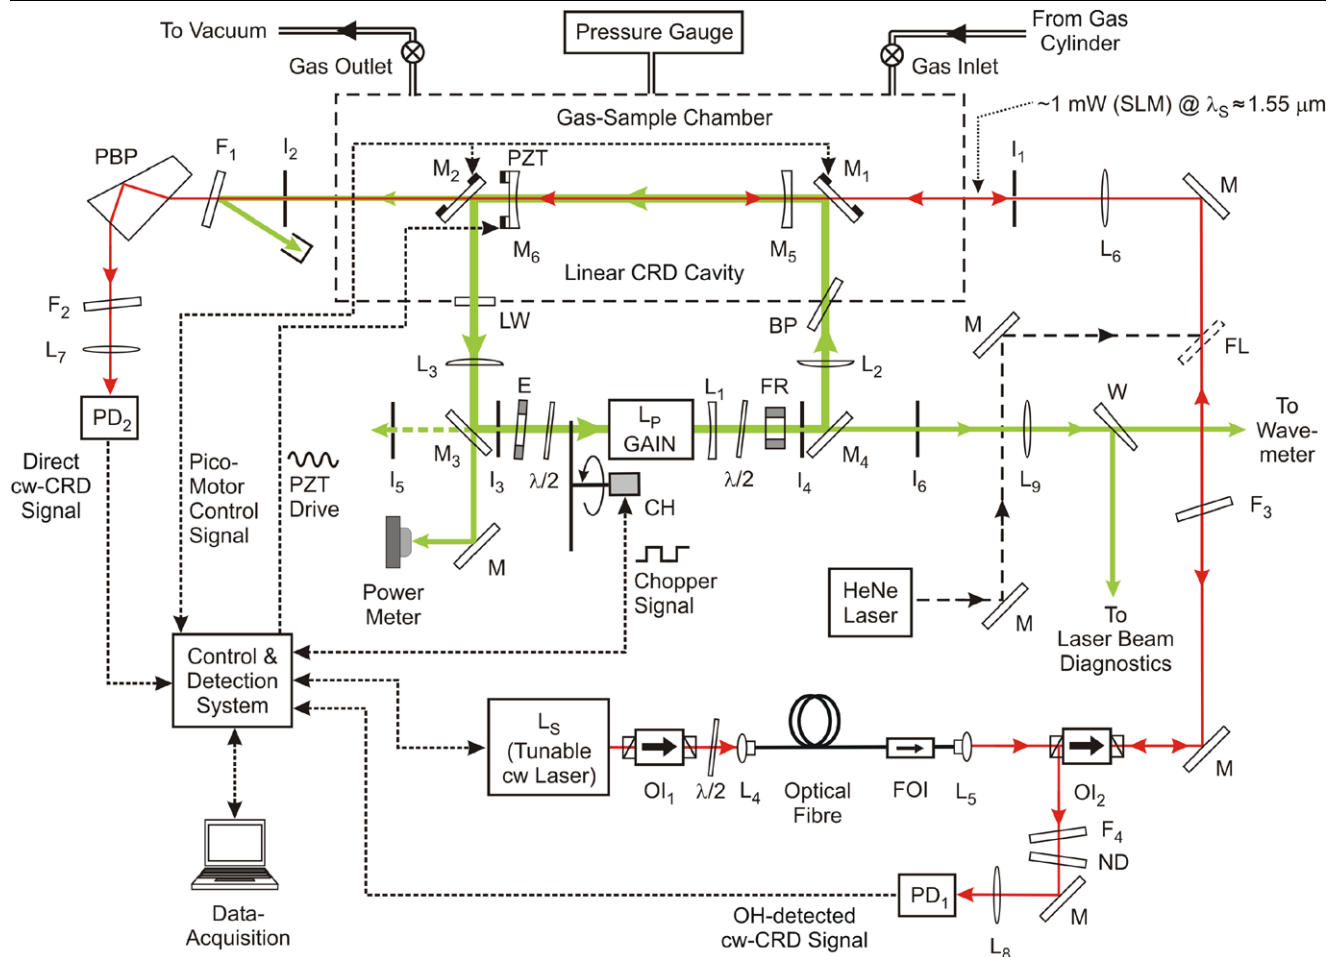 To Vacuum
Gas Outlet
Pressure Gauge
From Gas
Cylinder
Gas Inlet
Gas-Sample Chamber
~1 mW (SLM) @ λS ≈ 1.55 μm
PBP
F1
I2
M2
PZT
M1
I1
M
M6
M5
L6
Linear CRD Cavity
F2
LW
BP
M
FL
L7
L3
L2
PD2
E
LP
GAIN
L1
FR
W
To
Wave-
meter
M3
M4
Direct
cw-CRD
Signal
Pico-
Motor
Control
Signal
PZT
Drive
I5
I3
λ/2
λ/2
I4
I6
L9
CH
F3
M
Power
Meter
Chopper
Signal
HeNe
Laser
M
To
Laser Beam
Diagnostics
Control &
Detection
System
LS
(Tunable
cw Laser)
OI1
λ/2
L4
Optical
Fibre
FOI
L5
OI2
M
F4
ND
PD1
M
L8
Data-
Acquisition
OH-detected
cw-CRD Signal